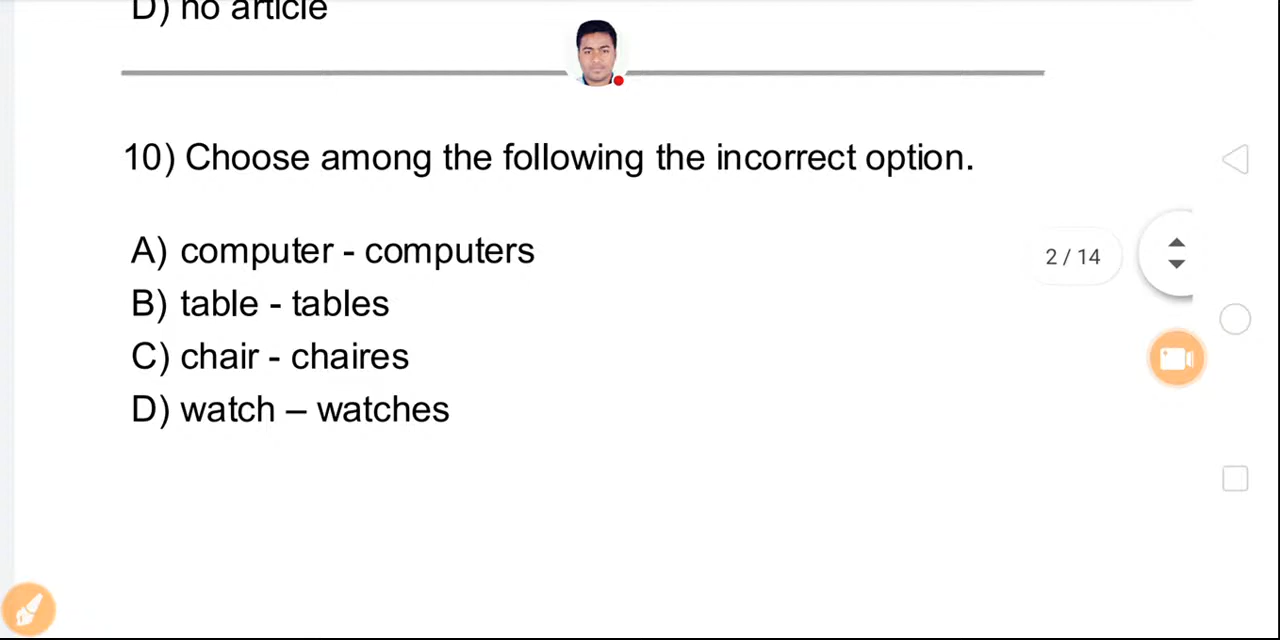 D) no article
10) Choose among the following the incorrect option.
A) computer - computers
B) table - tables
2 / 14
C) chair - chaires
D) watch – watches